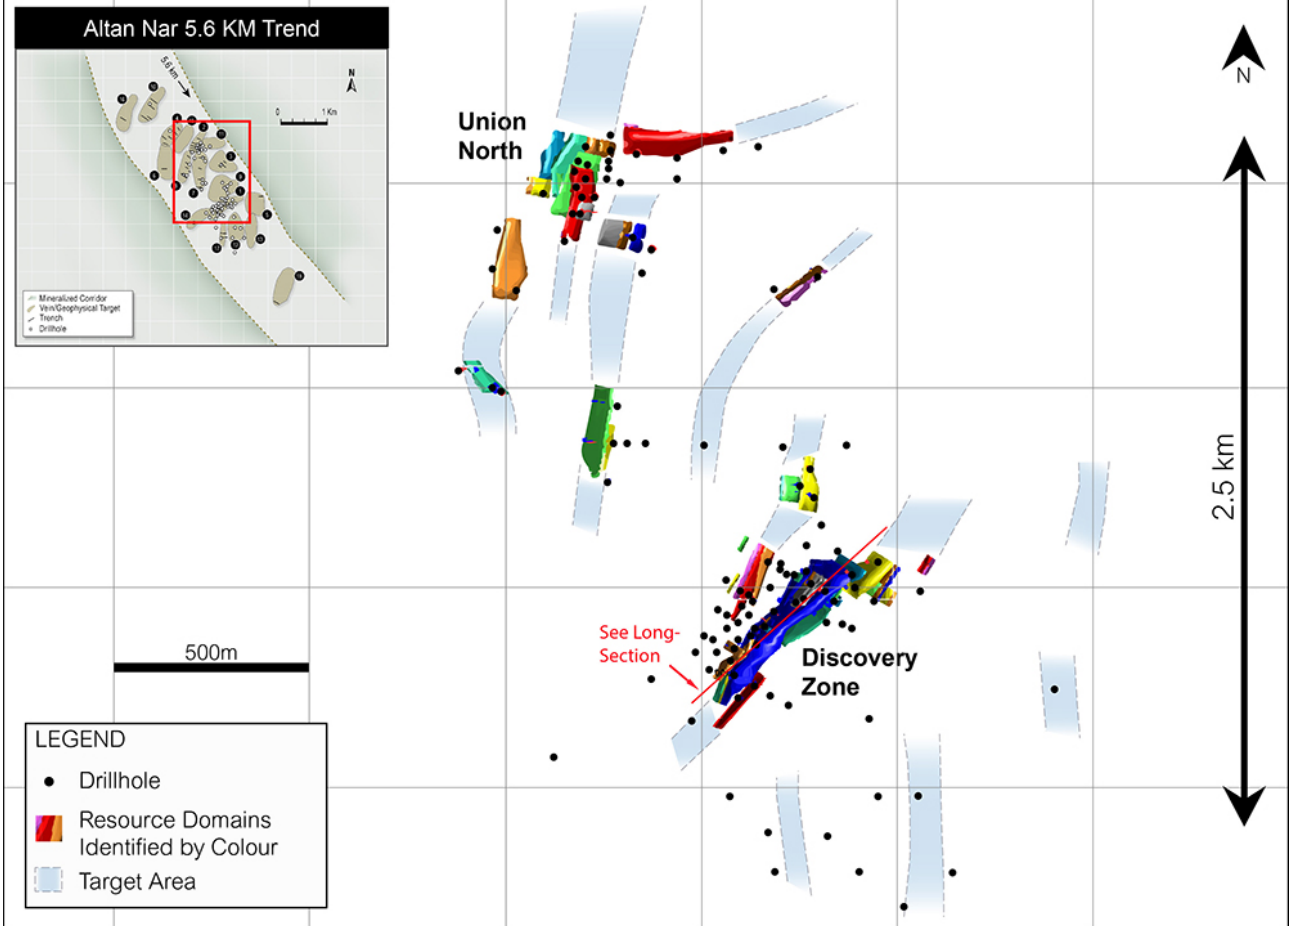 Altan Nar 5.6 KM Trend
5.6 km
N
0
1 Km
Mineralized Corridor
Vein/Geophysical Target
Trench
Drillhole
Union
North
N
2.5 km
500m
See Long-
Section
Discovery
Zone
LEGEND
Drillhole
Resource Domains
Identified by Colour
Target Area